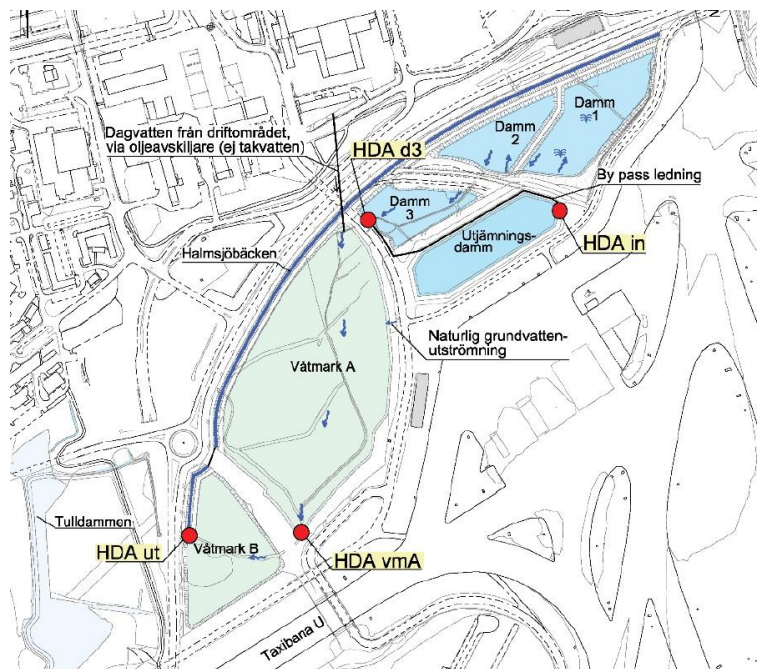 Dagvatten från driftområdet,
via oljeavskiljare (ej takvatten)
HDA d3
Damm
1
Damm
2
By pass ledning
Damm
3
Utjämnings-
damm
HDA in
Halmsjöbäcken
Naturlig grundvatten-
utströmning
Våtmark A
Tulldammen
HDA ut
Våtmark B
HDA vmA
Taxibana U